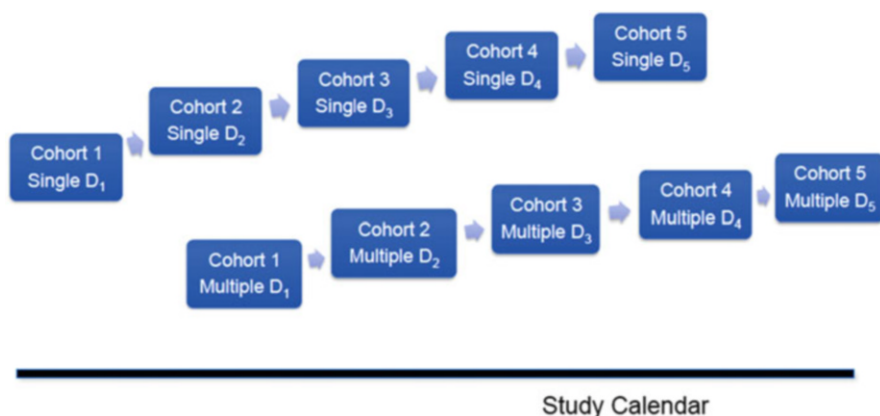 Cohort 1
Single D₁
Cohort 2
Single D₂
Cohort 3
Single D₃
Cohort 4
Single D₄
Cohort 5
Single D₅
Cohort 1
Multiple D₁
Cohort 2
Multiple D₂
Cohort 3
Multiple D₃
Cohort 4
Multiple D₄
Cohort 5
Multiple D₅
Study Calendar